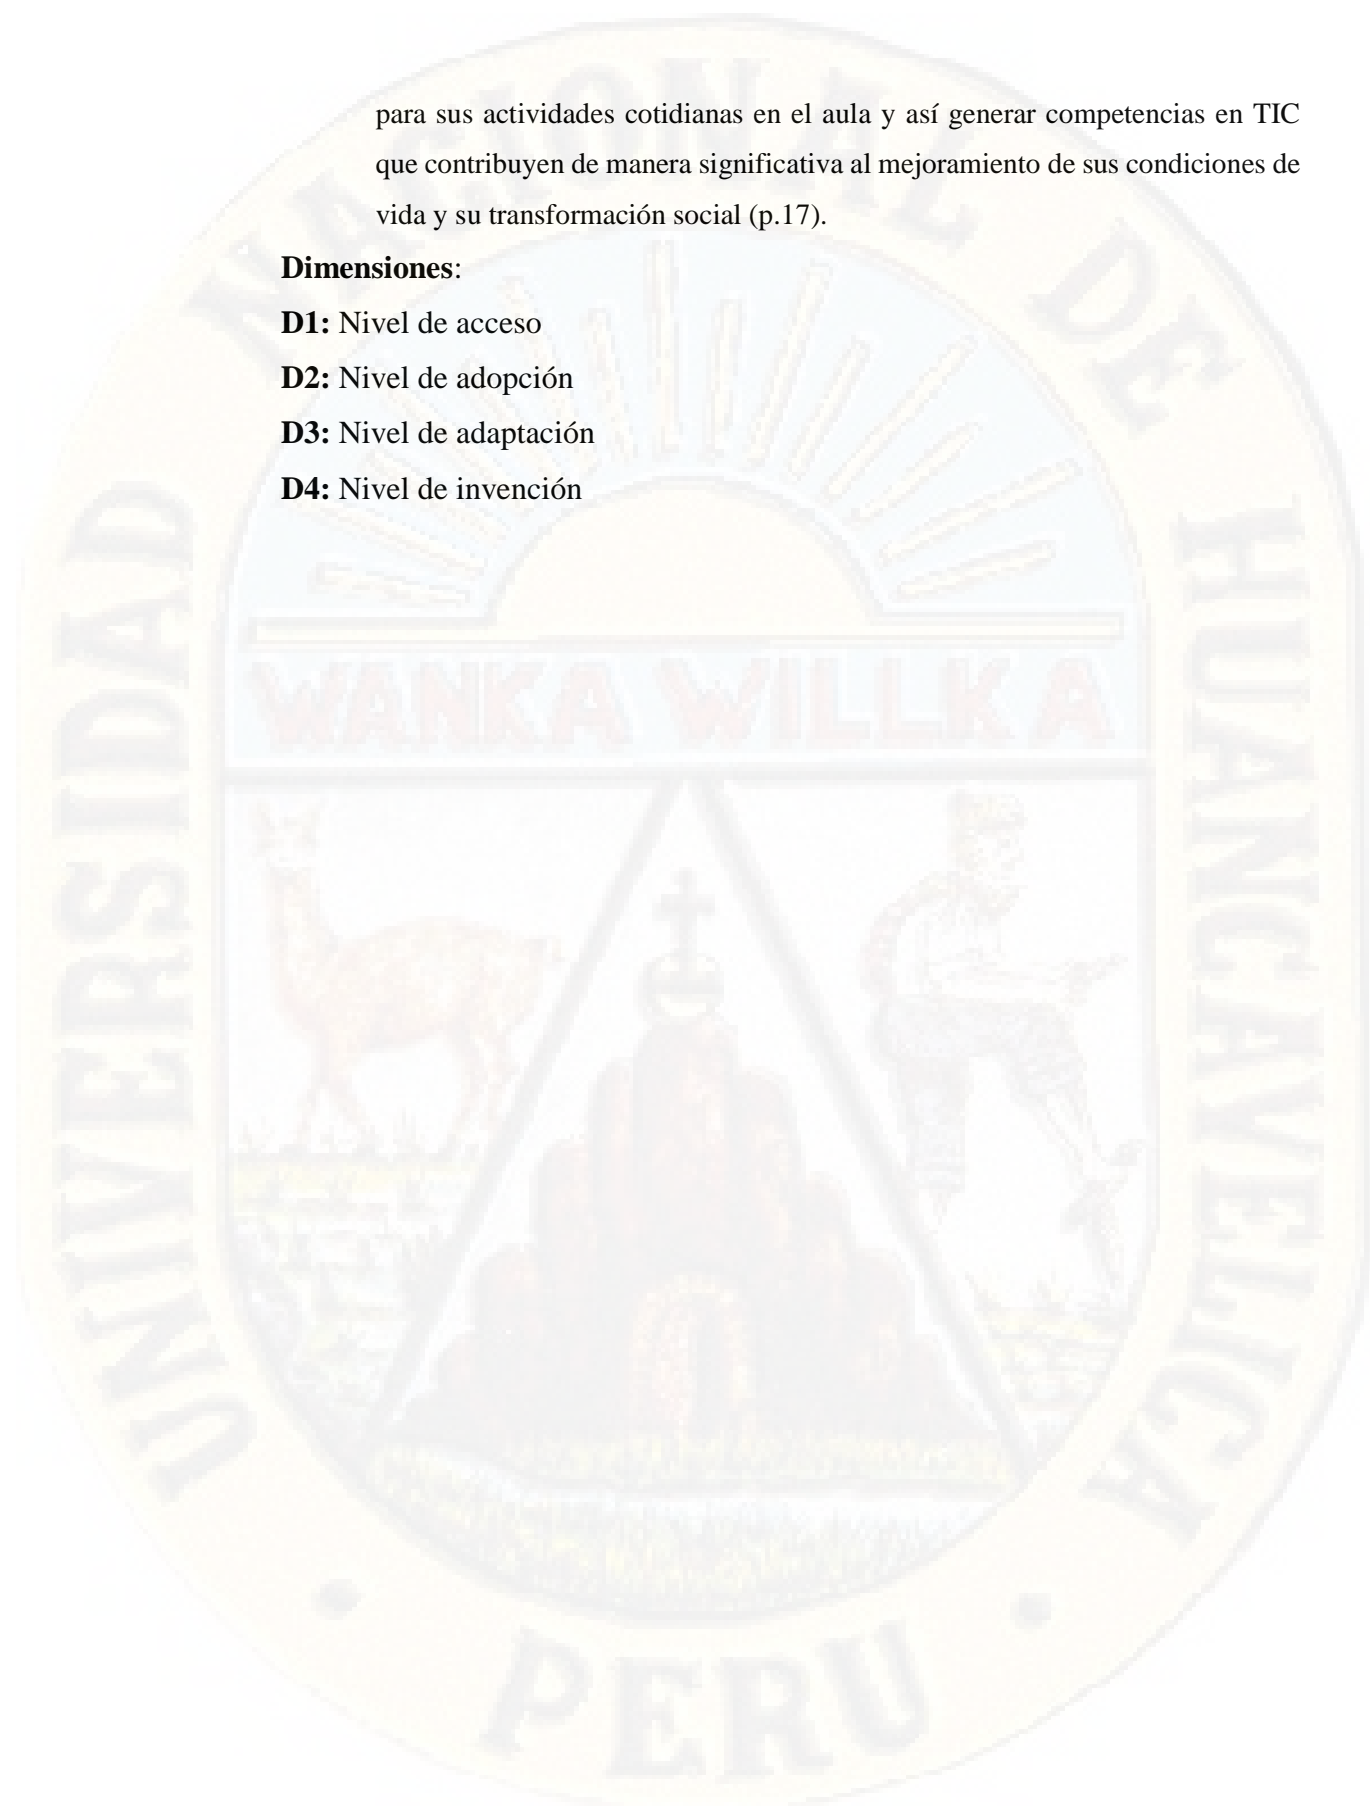 para sus actividades cotidianas en el aula y así generar competencias en TIC
que contribuyen de manera significativa al mejoramiento de sus condiciones de
vida y su transformación social (p.17).
Dimensiones:
D1: Nivel de acceso
D2: Nivel de adopción
D3: Nivel de adaptación
D4: Nivel de invención
UNIVERSIDAD NACIONAL DE HUANCAVELICA
WANKA WILLKA
• PERU •